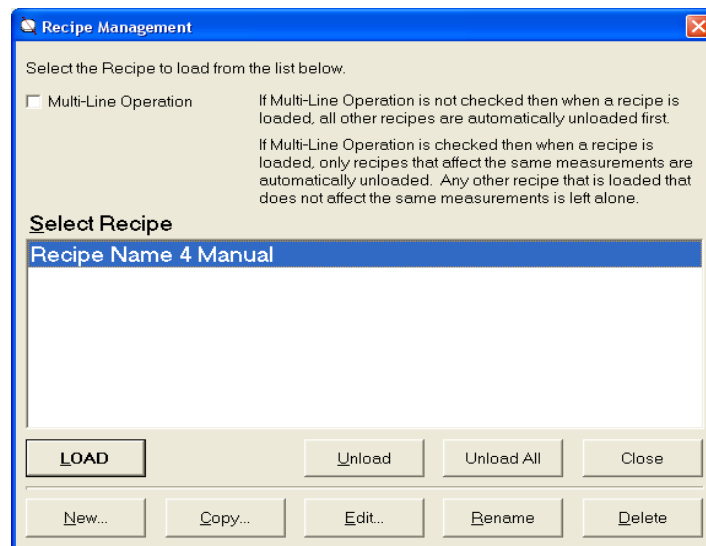 Recipe Management
Select the Recipe to load from the list below.
Multi-Line Operation
If Multi-Line Operation is not checked then when a recipe is
loaded, all other recipes are automatically unloaded first.
If Multi-Line Operation is checked then when a recipe is
loaded, only recipes that affect the same measurements are
automatically unloaded.  Any other recipe that is loaded that
does not affect the same measurements is left alone.
Select Recipe
Recipe Name 4 Manual
LOAD
Unload
Unload All
Close
New...
Copy...
Edit...
Rename
Delete